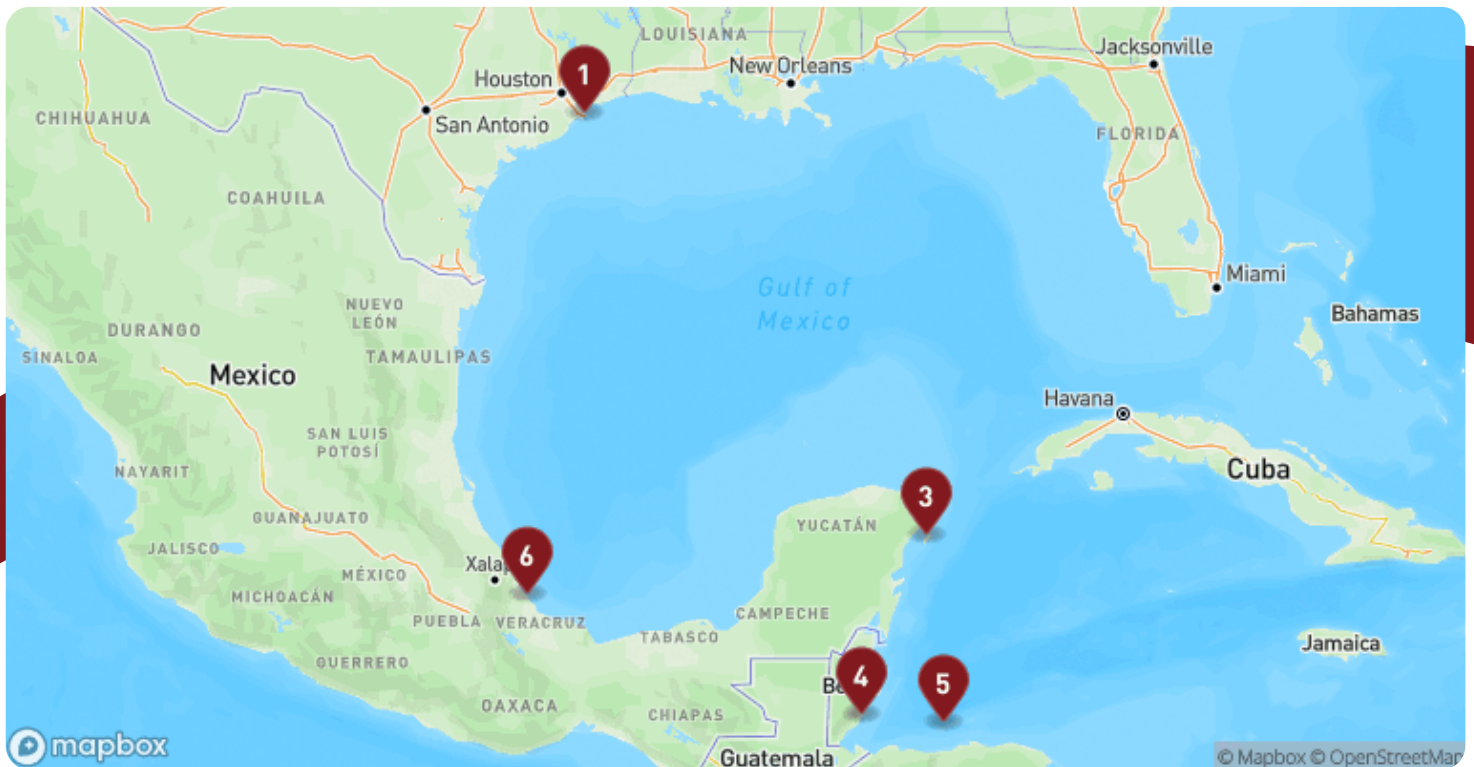 LOUISIANA
Jacksonville
New Orleans
Houston
1
CHIHUAHUA
San Antonio
FLORIDA
COAHUILA
Miami
Gulf of
Mexico
NUEVO
LEÓN
Bahamas
DURANGO
SINALOA
TAMAULIPAS
Mexico
Havana
SAN LUIS
POTOSÍ
NAYARIT
Cuba
3
GUANAJUATO
YUCATÁN
JALISCO
6
Xala
MÉXICO
MICHOACÁN
PUEBLA
VERACRUZ
CAMPECHE
TABASCO
Jamaica
GUERRERO
4
5
B
OAXACA
CHIAPAS
mapbox
Guatemala
© Mapbox © OpenStreetMap